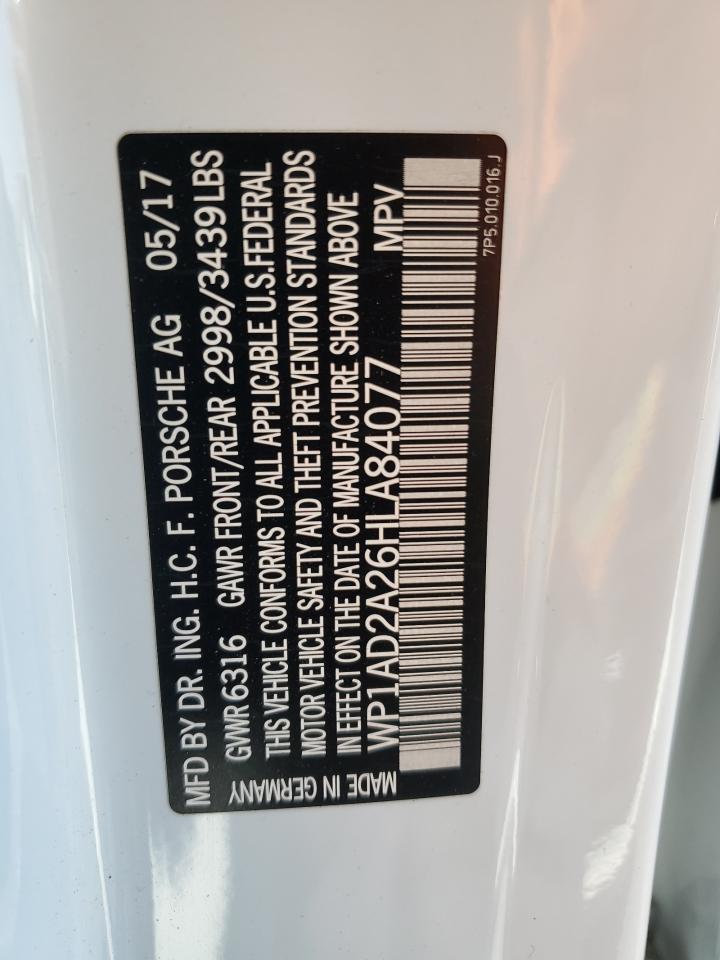 MFD BY DR. ING. H.C. F. PORSCHE AG 05/17
GVWR 6316 GAWR FRONT/REAR 2998/3439LBS
THIS VEHICLE CONFORMS TO ALL APPLICABLE U.S.FEDERAL
MOTOR VEHICLE SAFETY AND THEFT PREVENTION STANDARDS
IN EFFECT ON THE DATE OF MANUFACTURE SHOWN ABOVE
WP1AD2A26HLA84077 MPV
MADE IN GERMANY
7P5.010.016.J